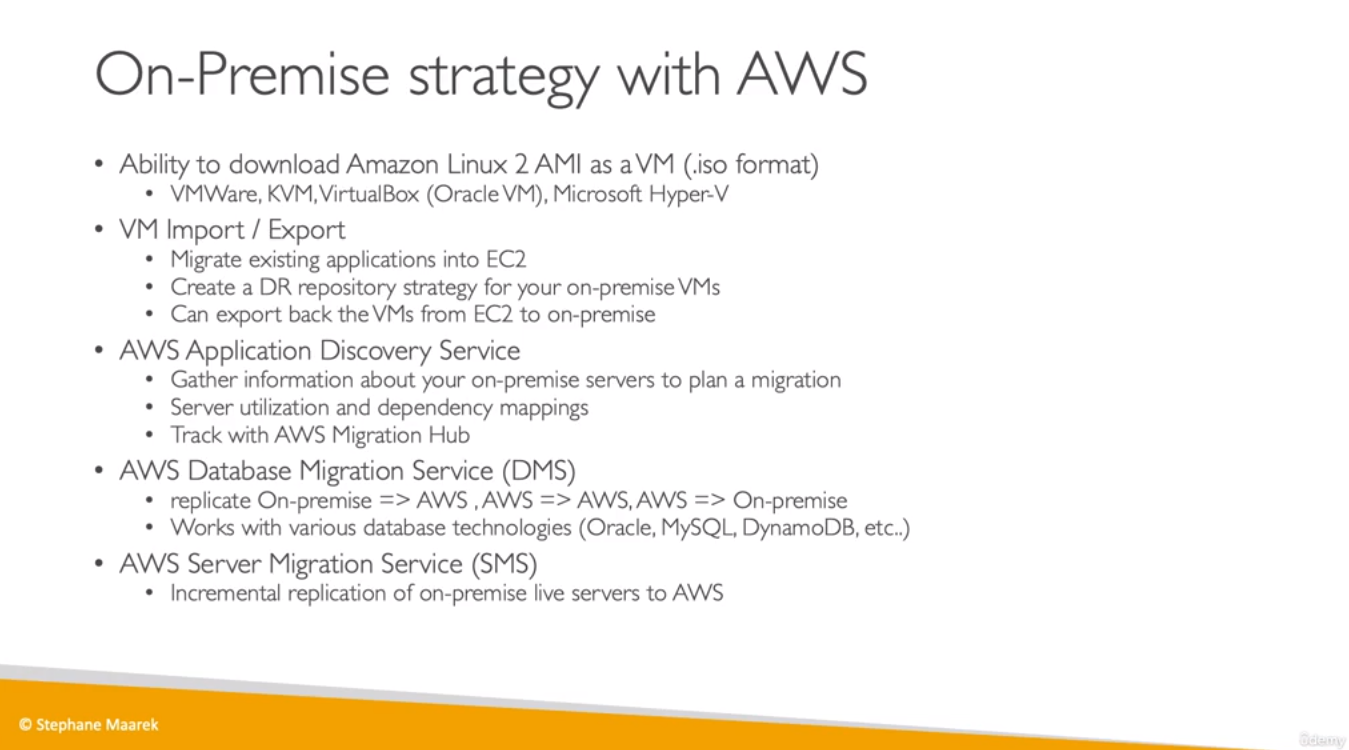 On-Premise strategy with AWS
• Ability to download Amazon Linux 2 AMI as a VM (.iso format)
• VMWare, KVM, VirtualBox (Oracle VM), Microsoft Hyper-V
• VM Import / Export
• Migrate existing applications into EC2
• Create a DR repository strategy for your on-premise VMs
• Can export back the VMs from EC2 to on-premise
• AWS Application Discovery Service
• Gather information about your on-premise servers to plan a migration
• Server utilization and dependency mappings
• Track with AWS Migration Hub
• AWS Database Migration Service (DMS)
• replicate On-premise => AWS , AWS => AWS, AWS => On-premise
• Works with various database technologies (Oracle, MySQL, DynamoDB, etc..)
• AWS Server Migration Service (SMS)
• Incremental replication of on-premise live servers to AWS
© Stephane Maarek
ûdemy